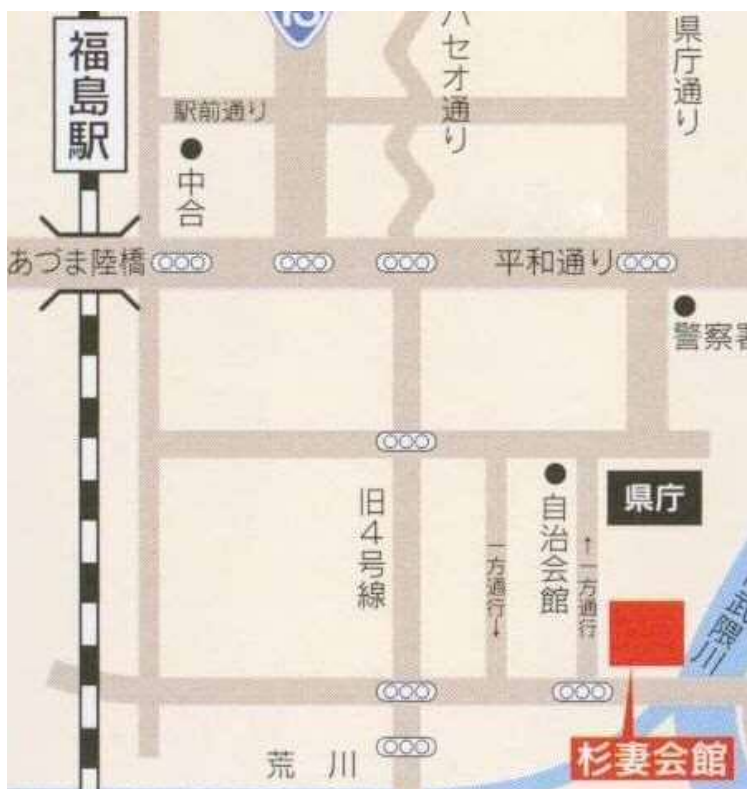 福島駅
13
パセオ通り
県庁通り
駅前通り
中合
あづま陸橋
平和通り
警察署
旧4号線
一方通行↓
自治会館
↑一方通行
県庁
武隈川
荒川
杉妻会館